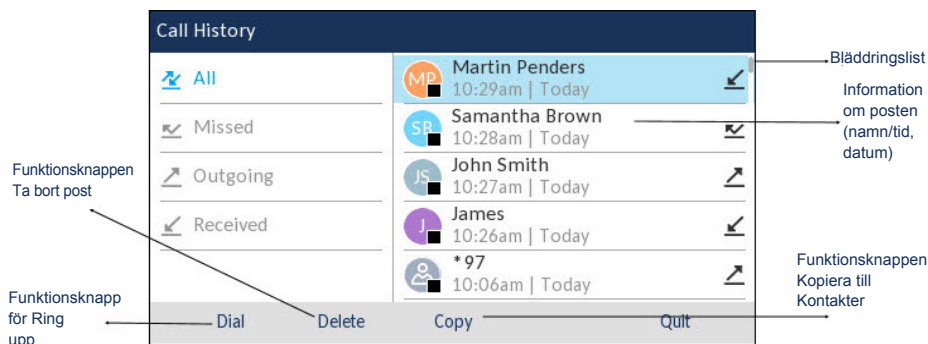 Call History
All
Missed
Outgoing
Received
MP
Martin Penders
10:29am | Today
SB
Samantha Brown
10:28am | Today
JS
John Smith
10:27am | Today
J
James
10:26am | Today
*97
10:06am | Today
Dial Delete Copy Quit
Funktionsknappen
Ta bort post
Funktionsknapp
för Ring
upp
Bläddringslist
Information
om posten
(namn/tid,
datum)
Funktionsknappen
Kopiera till
Kontakter